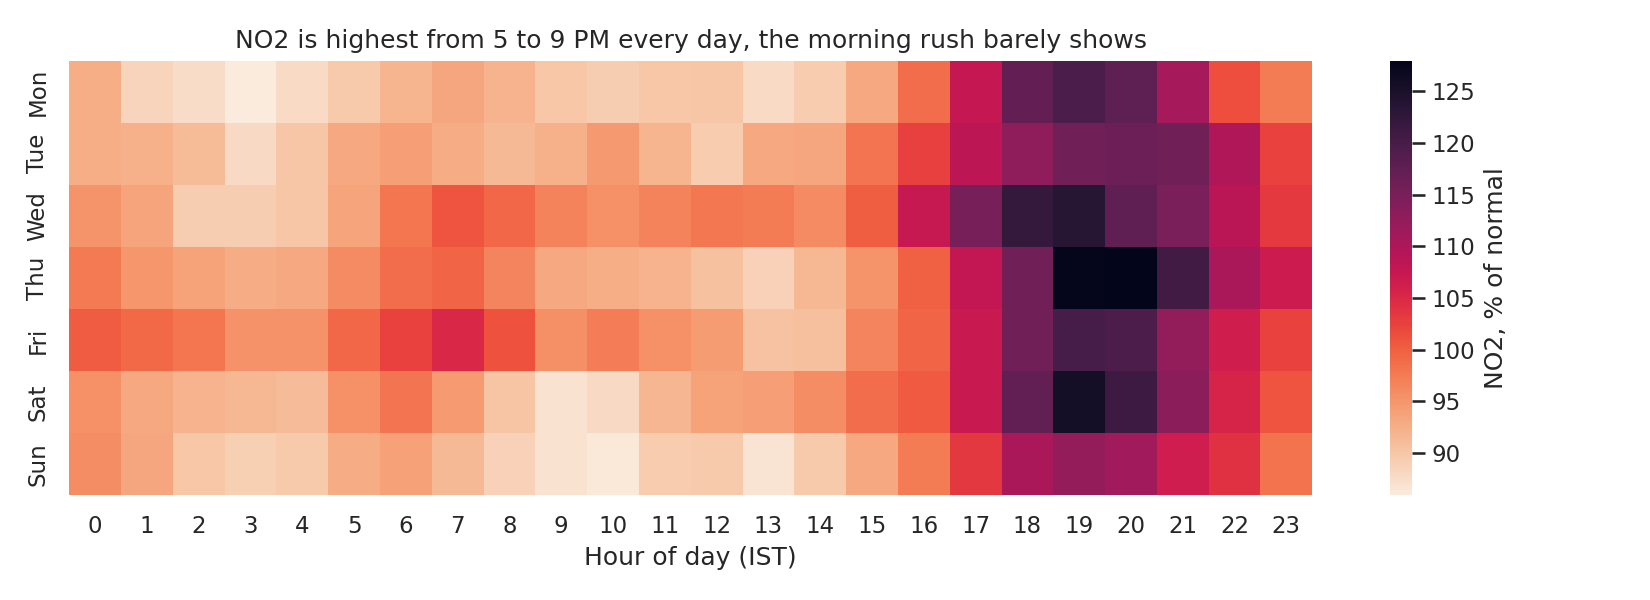 NO2 is highest from 5 to 9 PM every day, the morning rush barely shows
Mon
Tue
Wed
Thu
Fri
Sat
Sun
0 1 2 3 4 5 6 7 8 9 10 11 12 13 14 15 16 17 18 19 20 21 22 23
Hour of day (IST)
125
120
115
110
105
100
95
90
NO2, % of normal